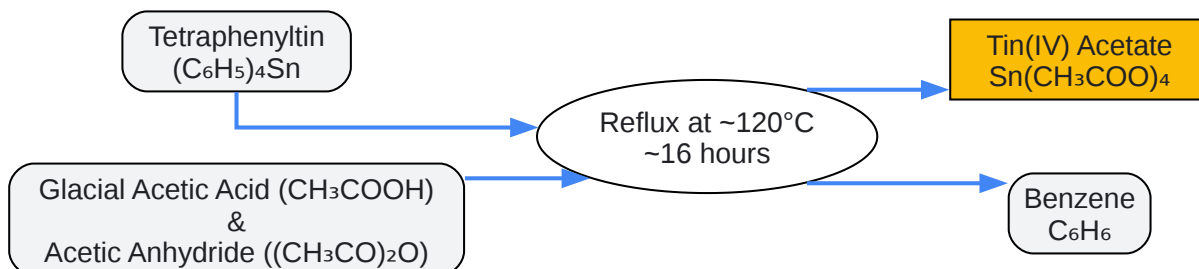 Tetraphenyltin
(C₆H₅)₄Sn
Glacial Acetic Acid (CH₃COOH)
&
Acetic Anhydride ((CH₃CO)₂O)
Reflux at ~120°C
~16 hours
Tin(IV) Acetate
Sn(CH₃COO)₄
Benzene
C₆H₆